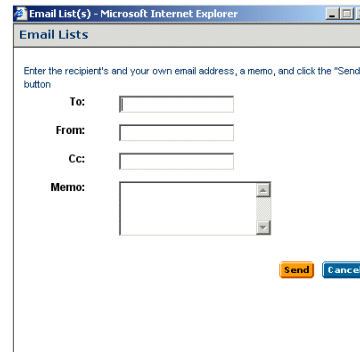 Email List(s) - Microsoft Internet Explorer
Email Lists
Enter the recipient's and your own email address, a memo, and click the "Send
button
To:
From:
Cc:
Memo:
Send Cancel